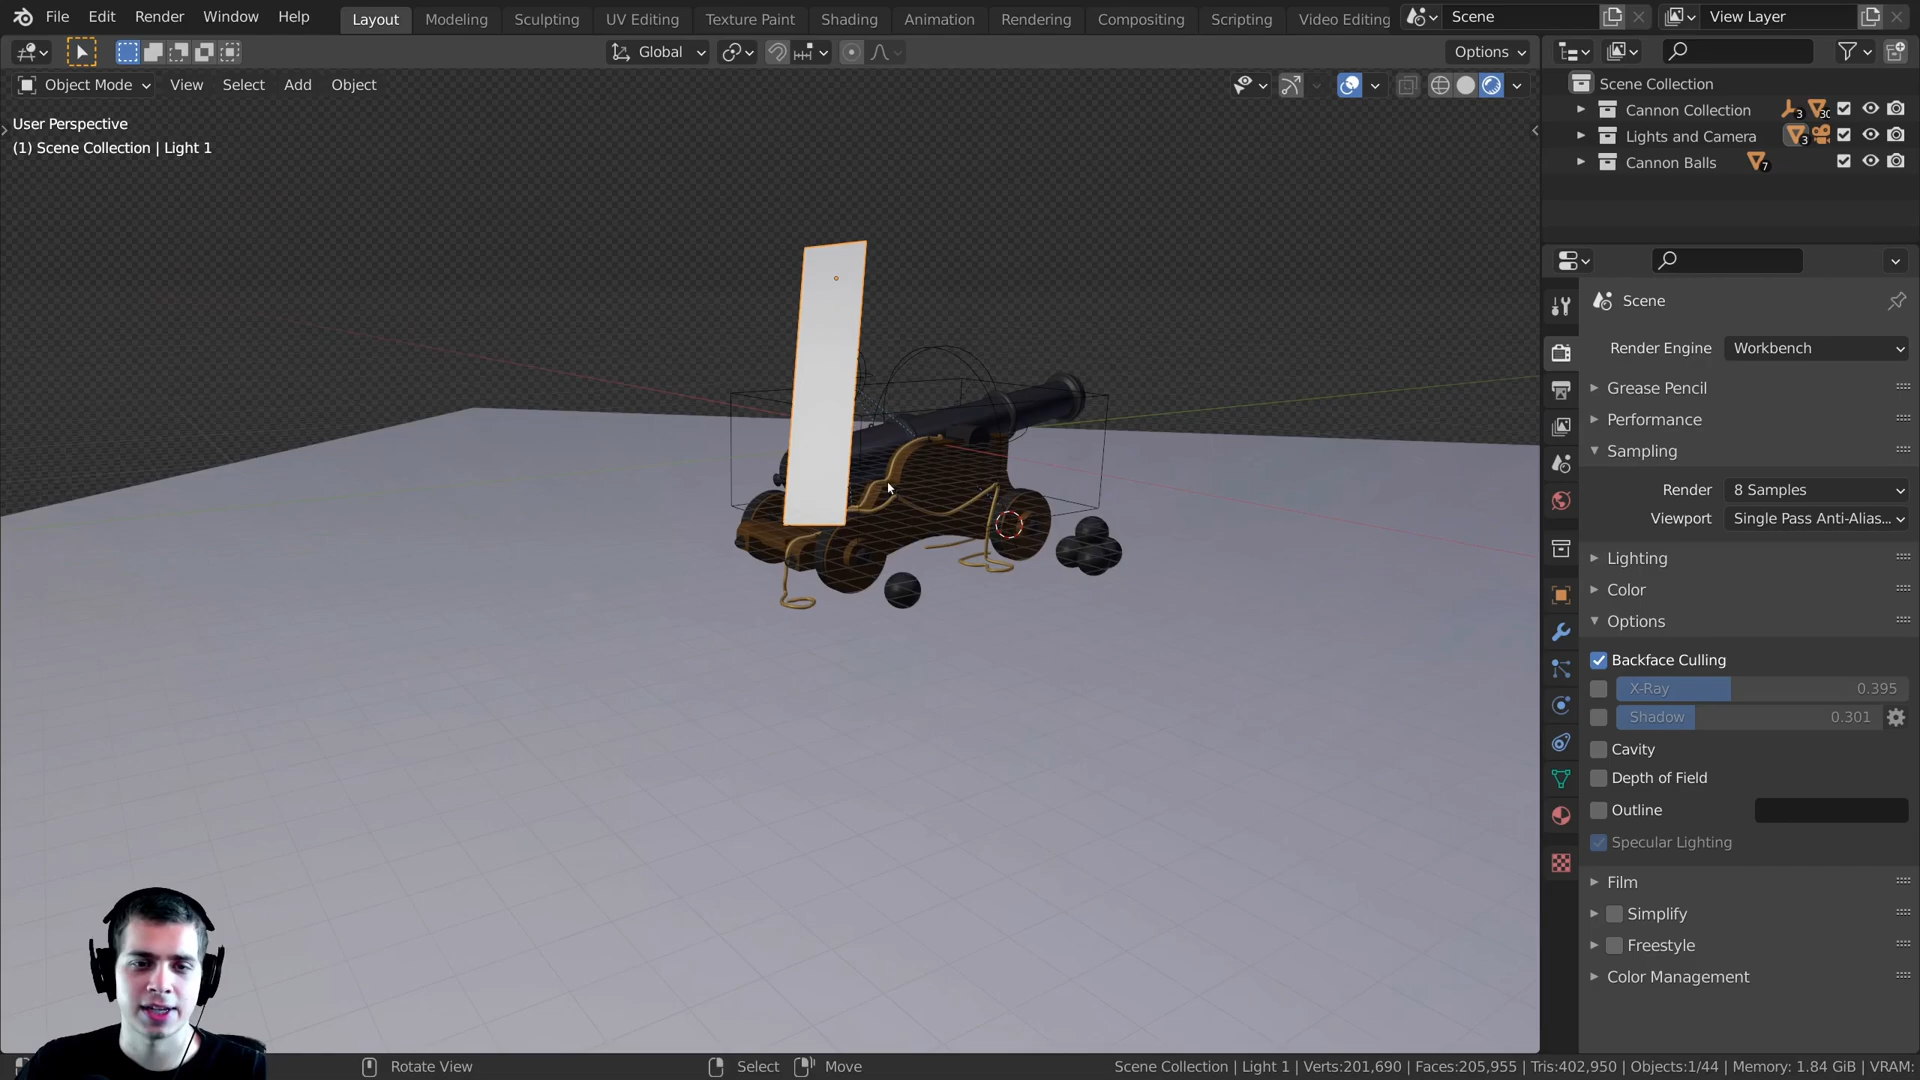 File Edit Render Window Help Layout Modeling Sculpting UV Editing Texture Paint Shading Animation Rendering Compositing Scripting Video Editing Scene View Layer
Global Options
Object Mode View Select Add Object
User Perspective
(1) Scene Collection | Light 1
Scene Collection
Cannon Collection 3 30
Lights and Camera 3
Cannon Balls 7
Scene
Render Engine Workbench
Grease Pencil
Performance
Sampling
Render 8 Samples
Viewport Single Pass Anti-Alias...
Lighting
Color
Options
Backface Culling
X-Ray 0.395
Shadow 0.301
Cavity
Depth of Field
Outline
Specular Lighting
Film
Simplify
Freestyle
Color Management
Rotate View Select Move Scene Collection | Light 1 | Verts:201,690 | Faces:205,955 | Tris:402,950 | Objects:1/44 | Memory: 1.84 GiB | VRAM: